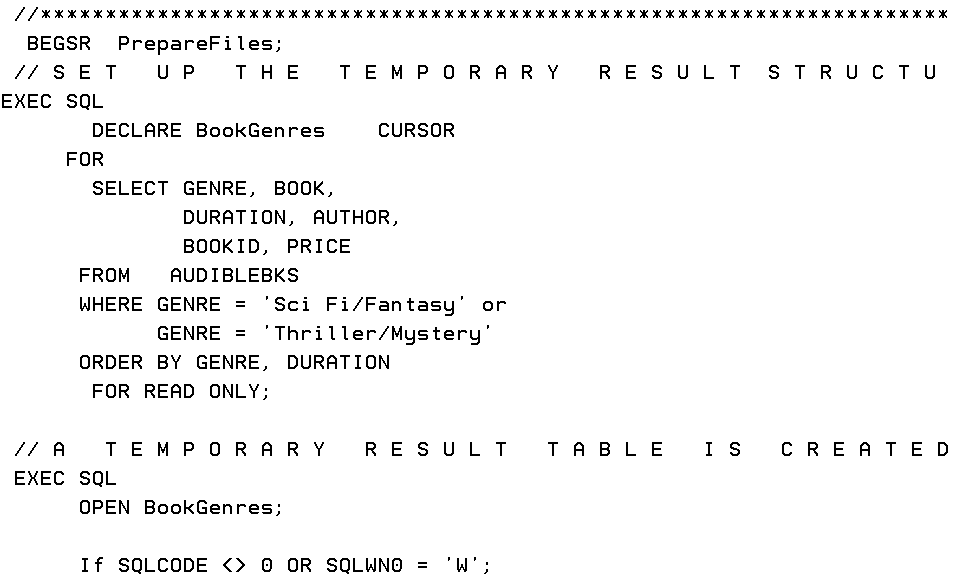 //**********************************************************************
BEGSR  PrepareFiles;
// S E T   U P   T H E   T E M P O R A R Y   R E S U L T  S T R U C T U
EXEC SQL
DECLARE BookGenres    CURSOR
FOR
SELECT GENRE, BOOK,
DURATION, AUTHOR,
BOOKID, PRICE
FROM   AUDIBLEBKS
WHERE GENRE = 'Sci Fi/Fantasy' or
GENRE = 'Thriller/Mystery'
ORDER BY GENRE, DURATION
FOR READ ONLY;
// A   T E M P O R A R Y   R E S U L T   T A B L E   I S   C R E A T E D
EXEC SQL
OPEN BookGenres;
If SQLCODE <> 0 OR SQLWN0 = 'W';